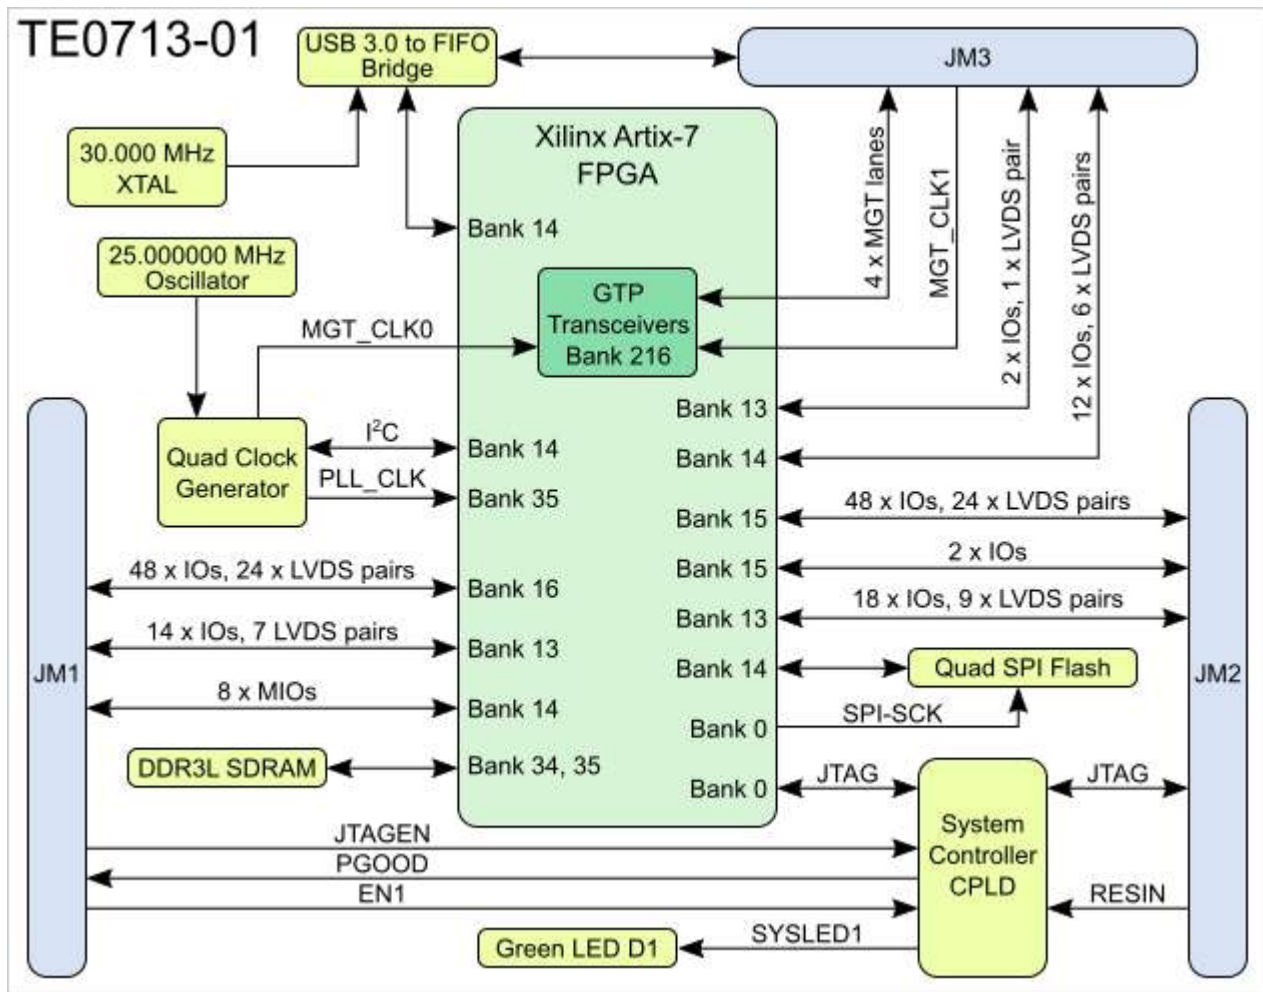 TE0713-01
USB 3.0 to FIFO
Bridge
JM3
30.000 MHz
XTAL
Xilinx Artix-7
FPGA
4 x MGT lanes
MGT_CLK1
2 x IOs, 1 x LVDS pair
12 x IOs, 6 x LVDS pairs
Bank 14
25.000000 MHz
Oscillator
GTP
Transceivers
Bank 216
MGT_CLK0
Bank 13
Quad Clock
Generator
I²C
Bank 14
Bank 14
PLL_CLK
Bank 35
Bank 15
48 x IOs, 24 x LVDS pairs
Bank 15
2 x IOs
48 x IOs, 24 x LVDS pairs
Bank 16
Bank 13
18 x IOs, 9 x LVDS pairs
14 x IOs, 7 LVDS pairs
Bank 13
Bank 14
Quad SPI Flash
JM1
JM2
8 x MIOs
Bank 14
Bank 0
SPI-SCK
DDR3L SDRAM
Bank 34, 35
Bank 0
JTAG
JTAG
System
Controller
CPLD
JTAGEN
PGOOD
EN1
RESIN
Green LED D1
SYSLED1